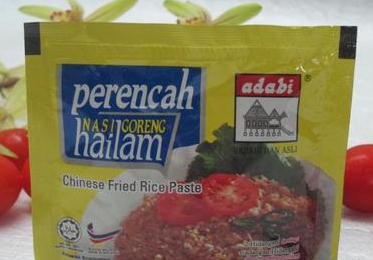 perencah
NASI GORENG
hailam
adabi
®
Chinese Fried Rice Paste